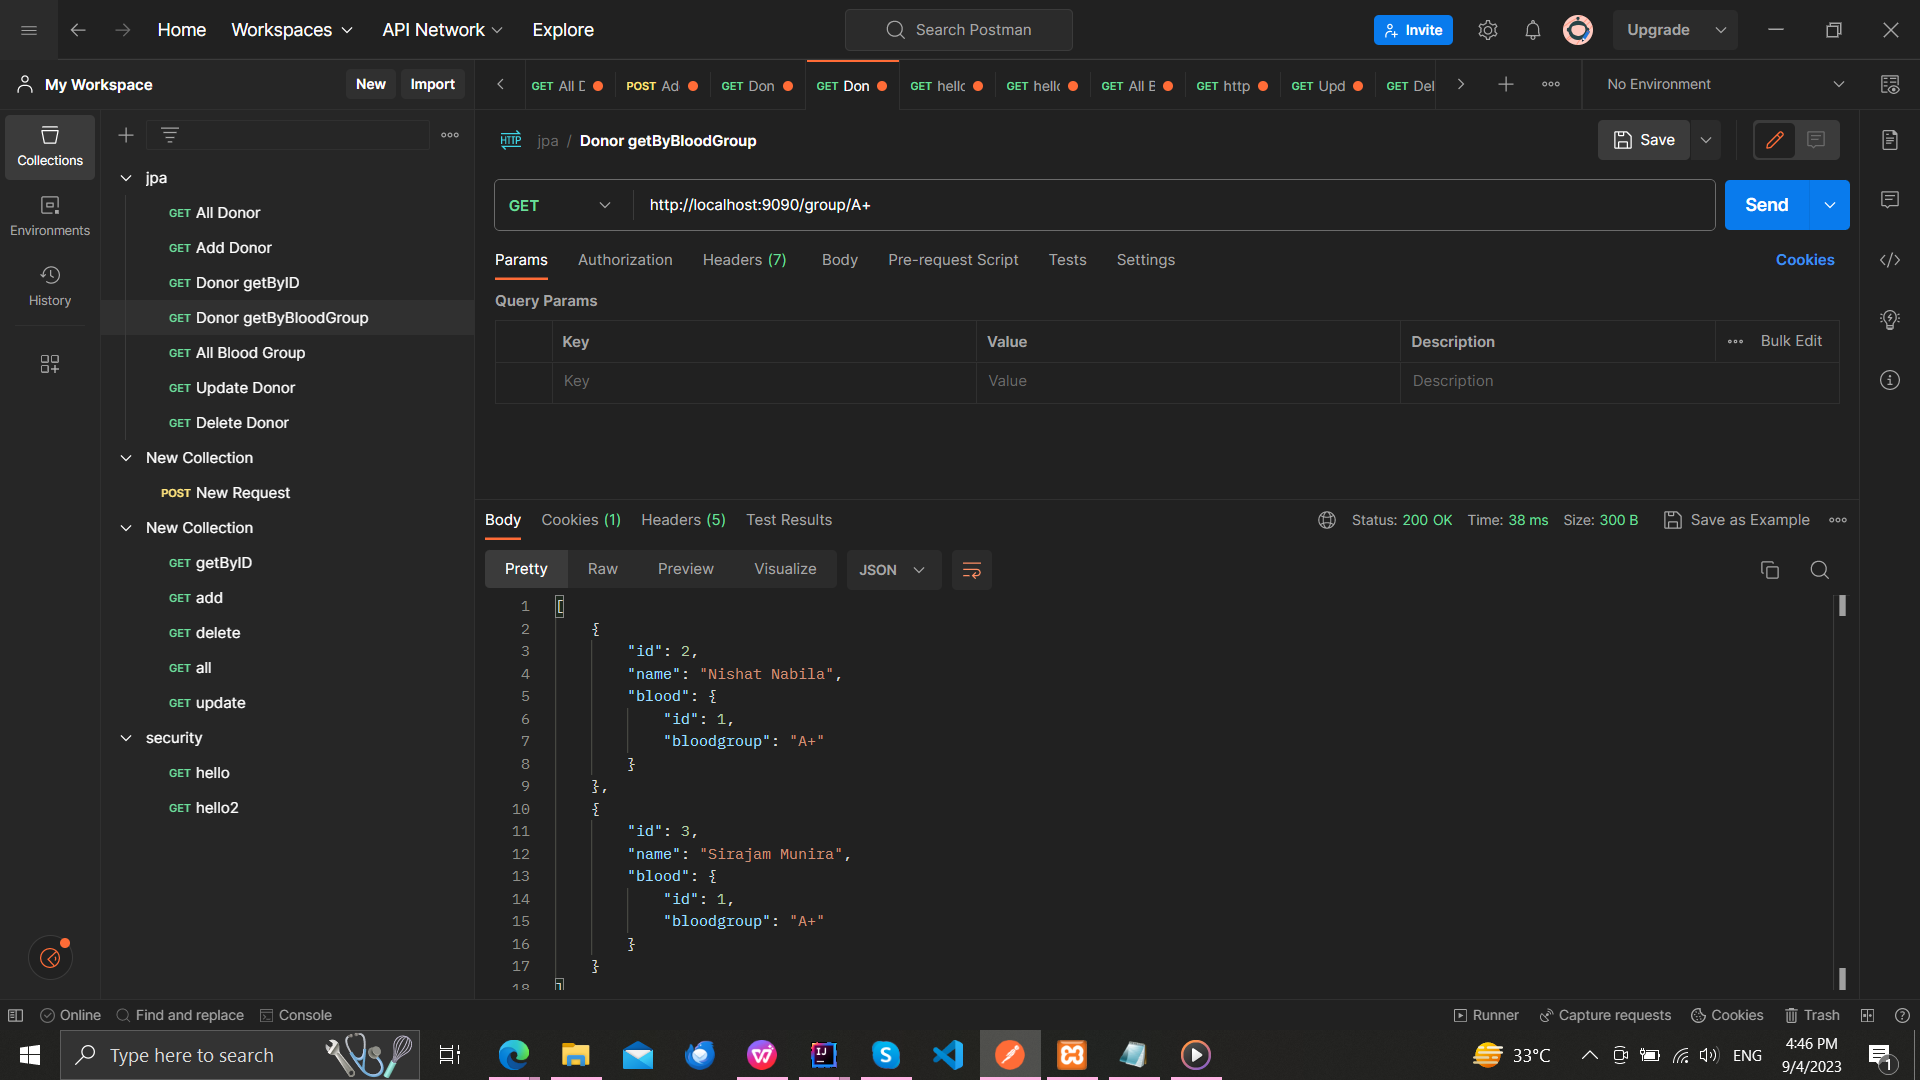 Home Workspaces API Network Explore Search Postman Invite Upgrade
My Workspace New Import GET All D POST Ad GET Don GET Don GET hello GET hello GET All B GET http GET Upd GET Del No Environment
jpa / Donor getByBloodGroup Save
Collections
Environments
History
jpa
GET All Donor
GET Add Donor
GET Donor getByID
GET Donor getByBloodGroup
GET All Blood Group
GET Update Donor
GET Delete Donor
New Collection
POST New Request
New Collection
GET getByID
GET add
GET delete
GET all
GET update
security
GET hello
GET hello2
GET http://localhost:9090/group/A+ Send
Params Authorization Headers (7) Body Pre-request Script Tests Settings Cookies
Query Params
Key Value Description Bulk Edit
Key Value Description
Body Cookies (1) Headers (5) Test Results Status: 200 OK Time: 38 ms Size: 300 B Save as Example
Pretty Raw Preview Visualize JSON
1 [
2 {
3 "id": 2,
4 "name": "Nishat Nabila",
5 "blood": {
6 "id": 1,
7 "bloodgroup": "A+"
8 }
9 },
10 {
11 "id": 3,
12 "name": "Sirajam Munira",
13 "blood": {
14 "id": 1,
15 "bloodgroup": "A+"
16 }
17 }
18 ]
Online Find and replace Console Runner Capture requests Cookies Trash
Type here to search 33°C ENG 4:46 PM
9/4/2023 1